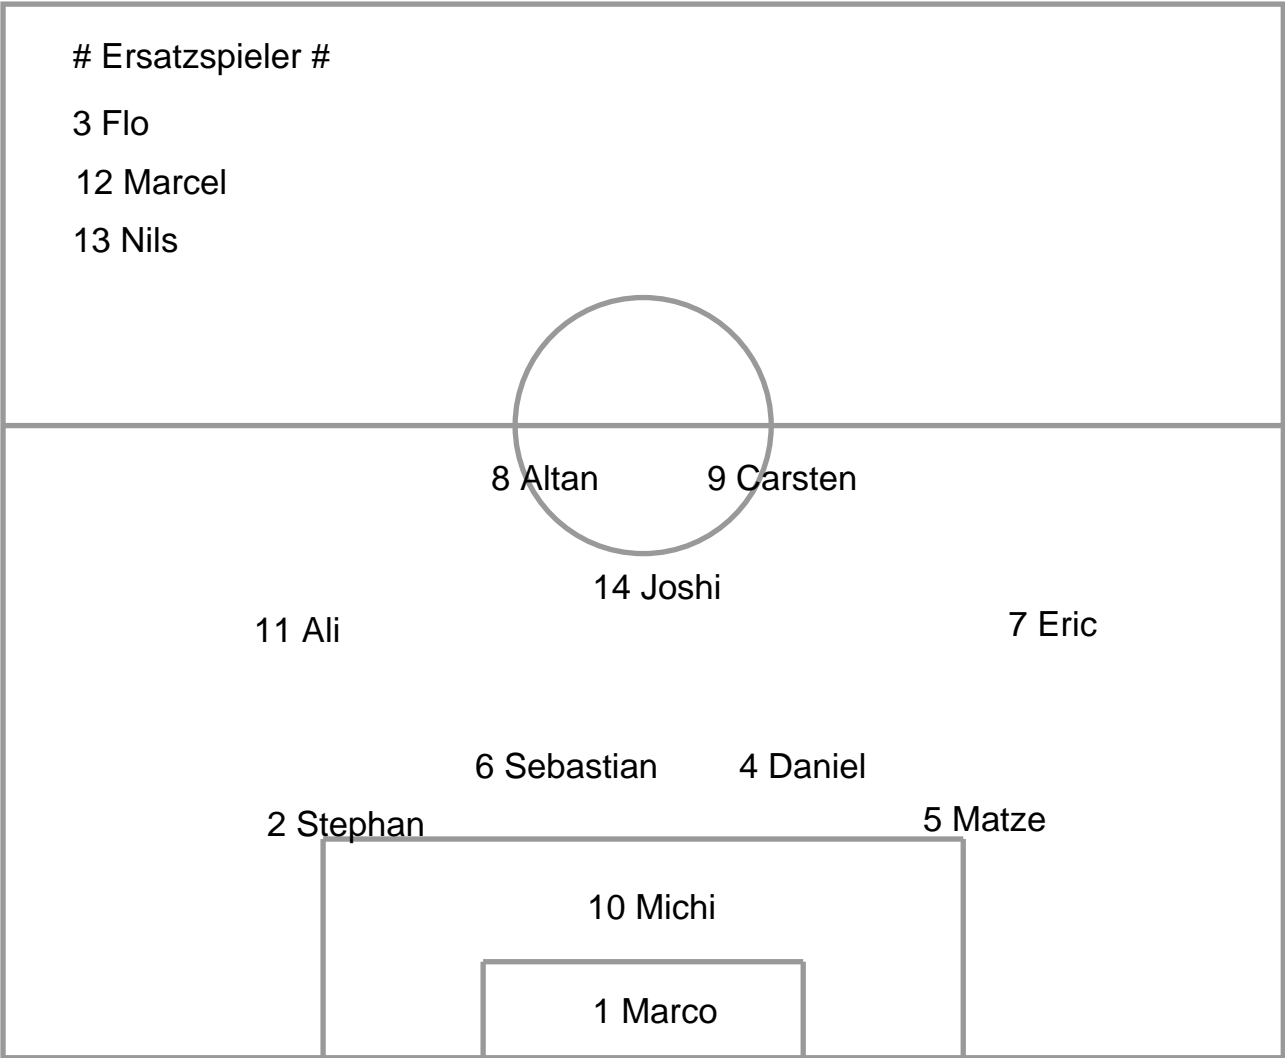 # Ersatzspieler #
3 Flo
12 Marcel
13 Nils
8 Altan
9 Carsten
14 Joshi
11 Ali
7 Eric
6 Sebastian
4 Daniel
2 Stephan
5 Matze
10 Michi
1 Marco